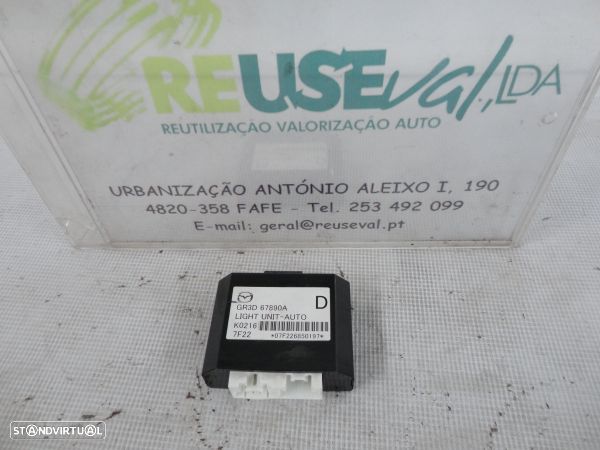 REUSEval,LDA
REUTILIZAÇÃO VALORIZAÇÃO AUTO
URBANIZAÇÃO ANTÓNIO ALEIXO I, 190
4820-358 FAFE - Tel. 253 492 099
E-mail: geral@reuseval.pt
GR3D 67890A
D
LIGHT UNIT-AUTO
K0216
7F22
*07F226850197*
STANDVIRTUAL